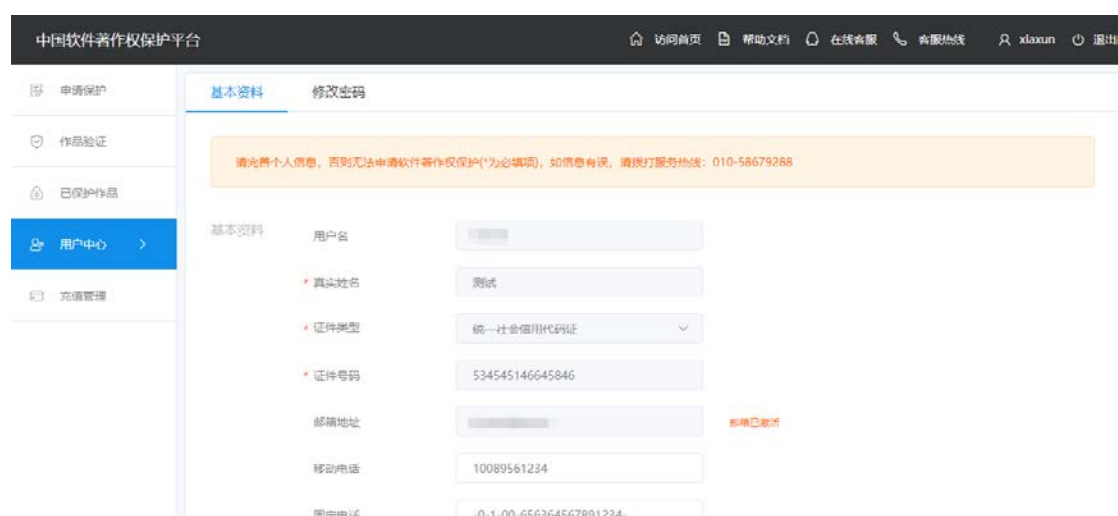 中国软件著作权保护平台
访问首页 帮助文档 在线客服 客服热线 xlaxun 退出
申请保护
作品验证
已保护作品
用户中心
充值管理
基本资料 修改密码
请完善个人信息，否则无法申请软件著作权保护(*为必填项)，如信息有误，请拨打服务热线：010-58679288
基本资料
用户名
* 真实姓名 测试
* 证件类型 统一社会信用代码证
* 证件号码 534545146645846
邮箱地址 邮箱已激活
移动电话 10089561234
固定电话 -0-1-00-656364567891234-